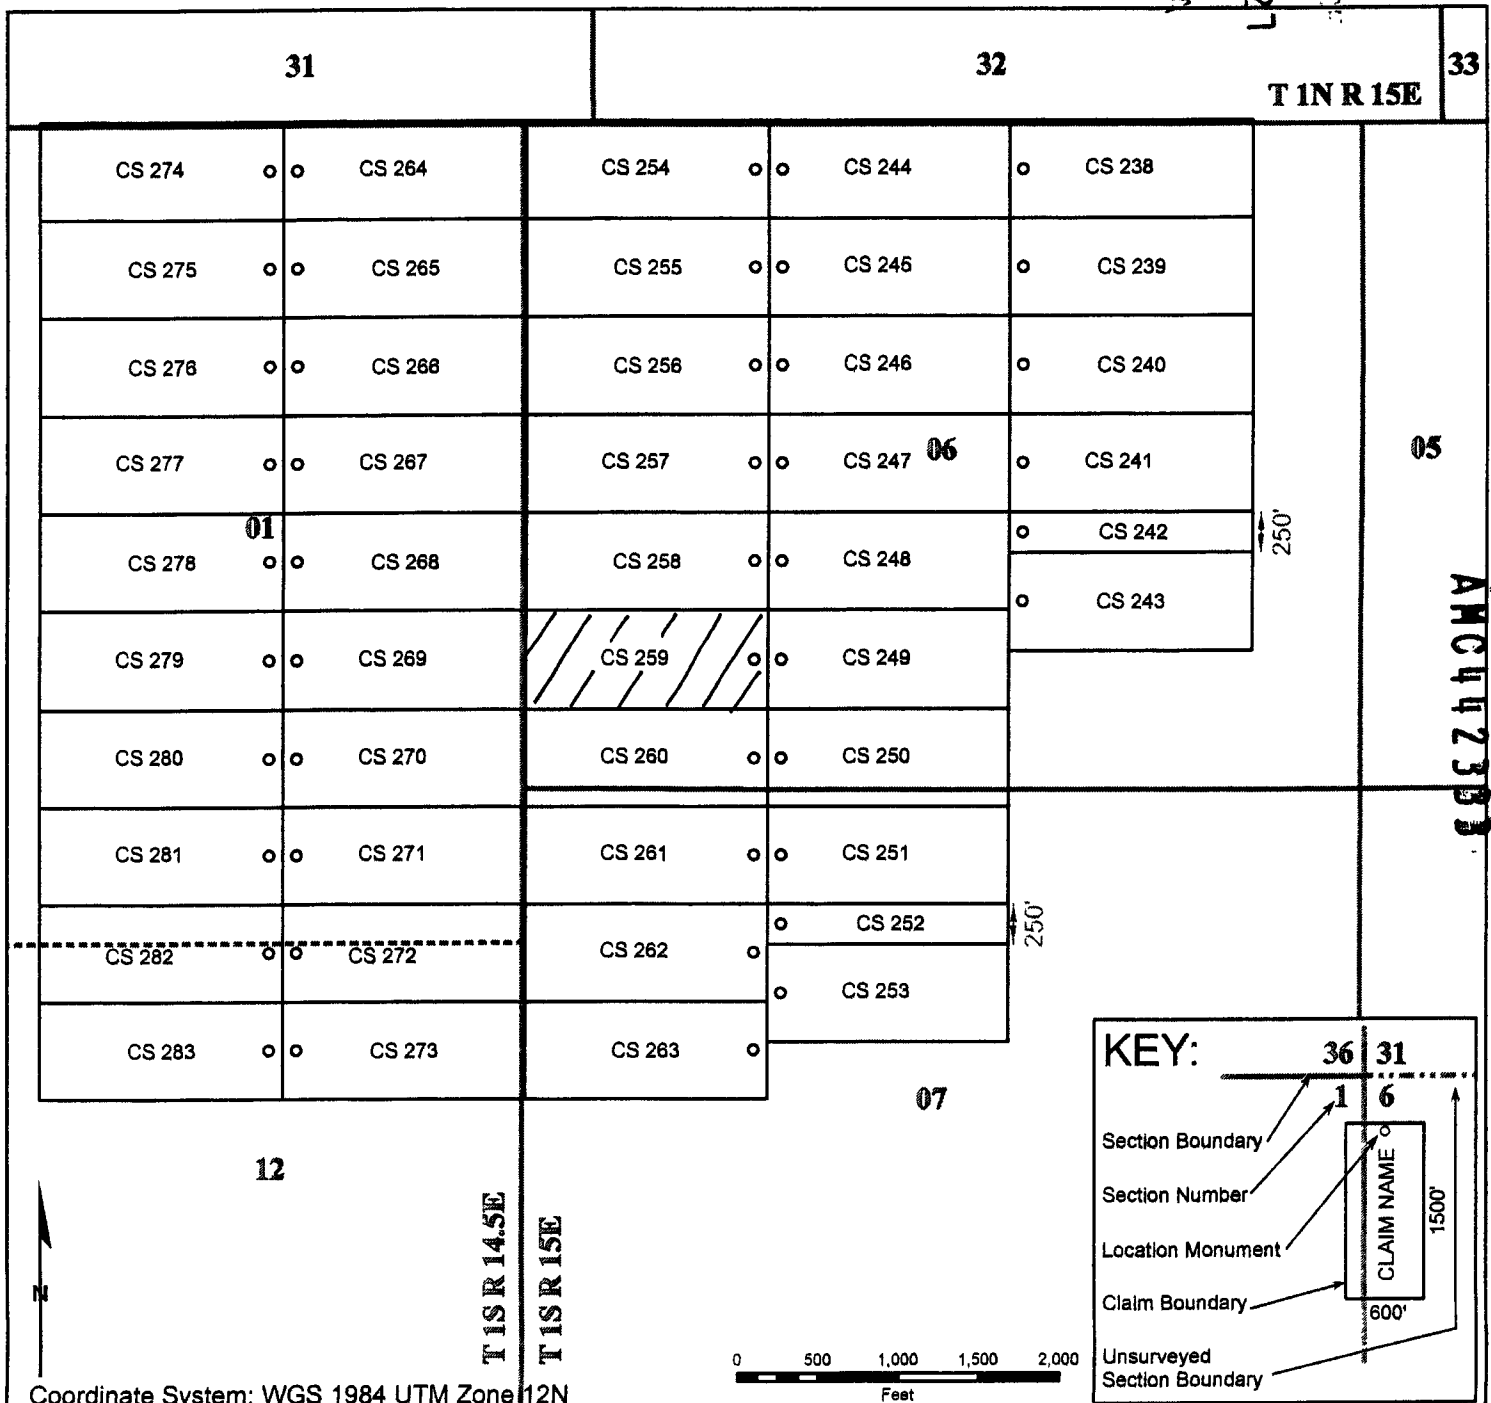 31
32
33
T 1N R 15E
CS 274
CS 264
CS 254
CS 244
CS 238
CS 275
CS 265
CS 255
CS 245
CS 239
CS 276
CS 266
CS 256
CS 246
CS 240
CS 277
CS 267
CS 257
CS 247
06
CS 241
05
01
CS 278
CS 268
CS 258
CS 248
CS 242
250'
CS 243
CS 279
CS 269
CS 259
CS 249
CS 280
CS 270
CS 260
CS 250
CS 281
CS 271
CS 261
CS 251
CS 282
CS 272
CS 262
CS 252
250'
CS 253
CS 283
CS 273
CS 263
07
12
T 1S R 14.5E
T 1S R 15E
N
0 500 1,000 1,500 2,000
Feet
Coordinate System: WGS 1984 UTM Zone 12N
KEY:
36 31
1 6
Section Boundary
Section Number
Location Monument
Claim Boundary
Unsurveyed
Section Boundary
CLAIM NAME
1500'
600'